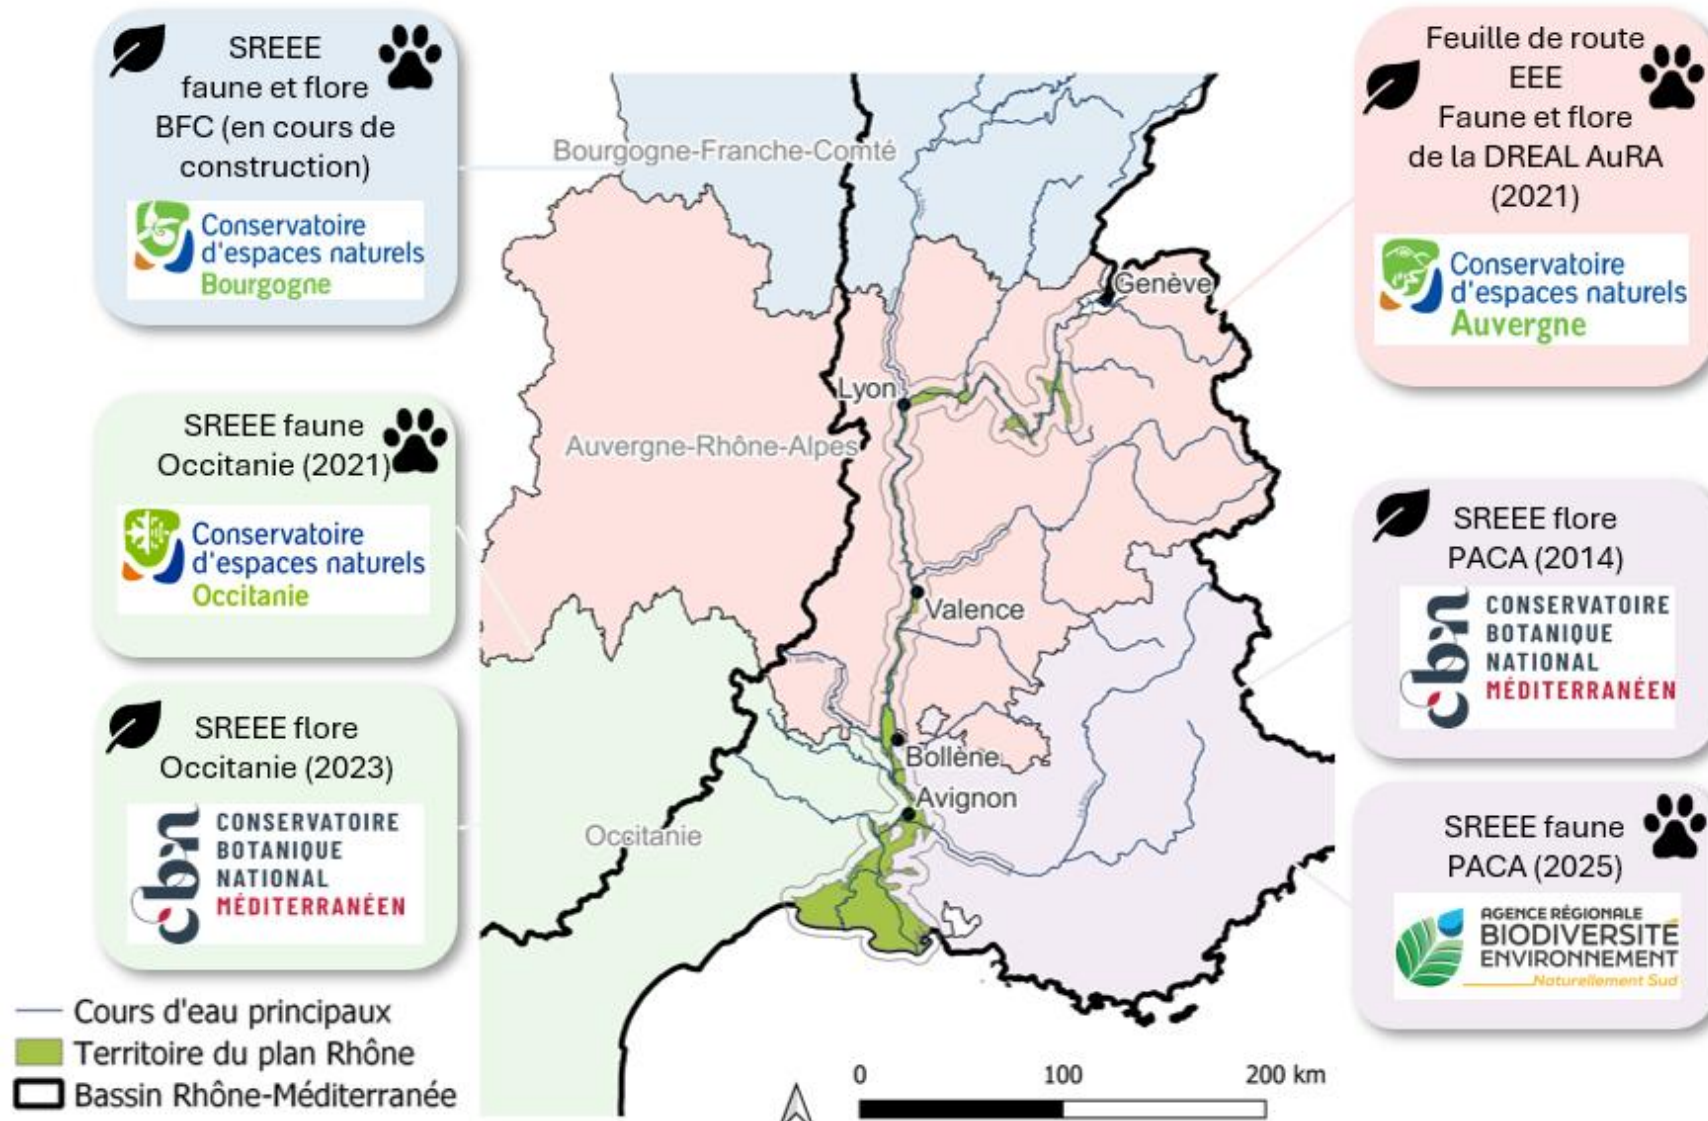 SREEE
faune et flore
BFC (en cours de
construction)
Conservatoire
d'espaces naturels
Bourgogne
SREEE faune
Occitanie (2021)
Conservatoire
d'espaces naturels
Occitanie
SREEE flore
Occitanie (2023)
cbn
CONSERVATOIRE
BOTANIQUE
NATIONAL
MÉDITERRANÉEN
Bourgogne-Franche-Comté
Genève
Lyon
Auvergne-Rhône-Alpes
Valence
Bollène
Avignon
Occitanie
Feuille de route
EEE
Faune et flore
de la DREAL AuRA
(2021)
Conservatoire
d'espaces naturels
Auvergne
SREEE flore
PACA (2014)
cbn
CONSERVATOIRE
BOTANIQUE
NATIONAL
MÉDITERRANÉEN
SREEE faune
PACA (2025)
AGENCE RÉGIONALE
BIODIVERSITÉ
ENVIRONNEMENT
Naturellement Sud
Cours d'eau principaux
Territoire du plan Rhône
Bassin Rhône-Méditerranée
0 100 200 km